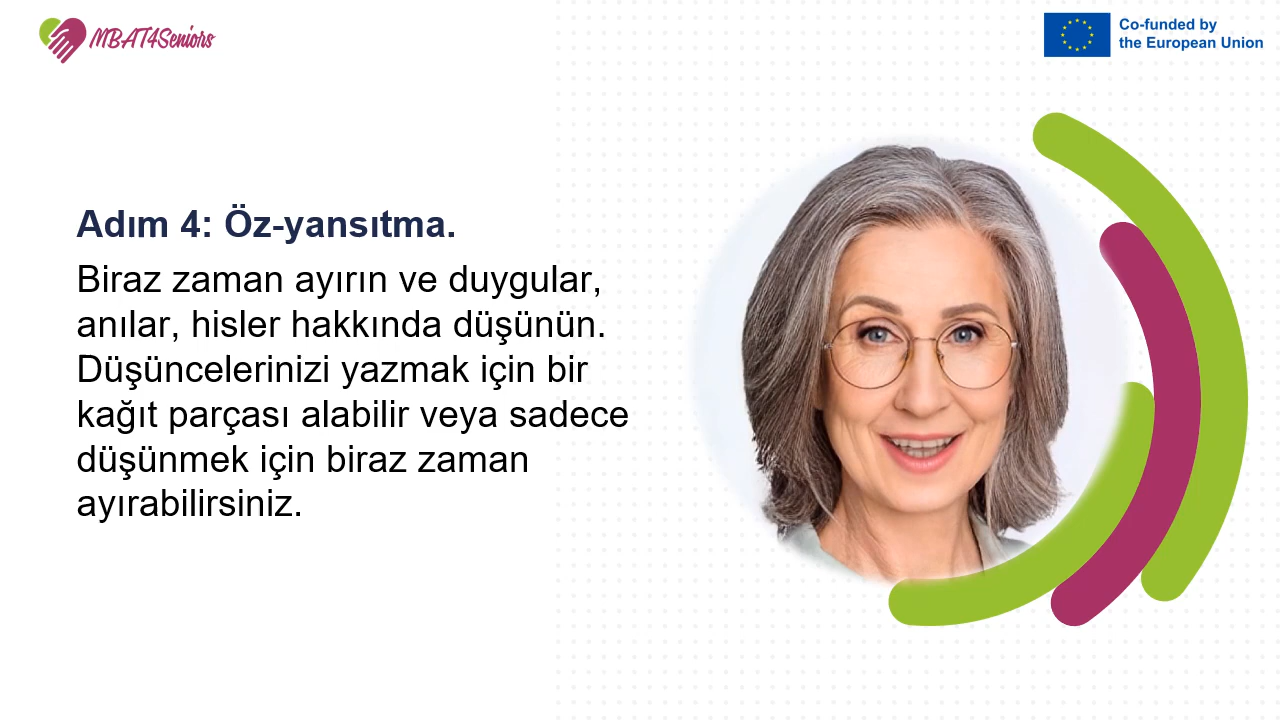 MBAT4Seniors
Co-funded by
the European Union
Adım 4: Öz-yansıtma.
Biraz zaman ayırın ve duygular,
anılar, hisler hakkında düşünün.
Düşüncelerinizi yazmak için bir
kağıt parçası alabilir veya sadece
düşünmek için biraz zaman
ayırabilirsiniz.